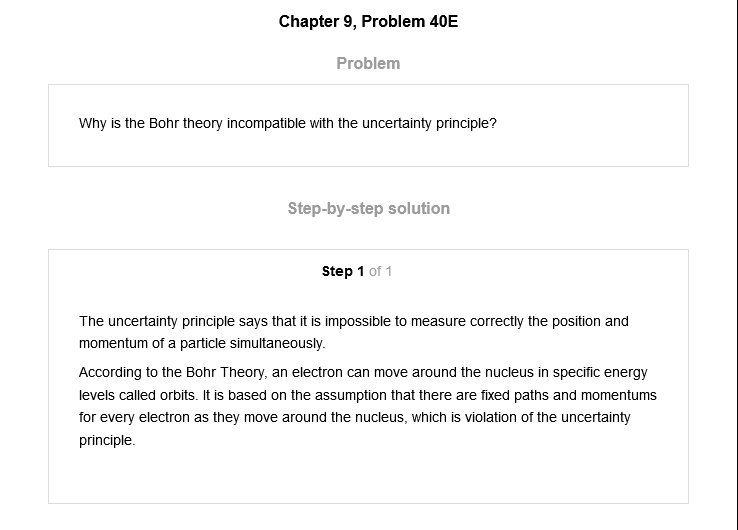 Chapter 9, Problem 40E
Problem
Why is the Bohr theory incompatible with the uncertainty principle?
Step-by-step solution
Step 1 of 1
The uncertainty principle says that it is impossible to measure correctly the position and
momentum of a particle simultaneously.
According to the Bohr Theory, an electron can move around the nucleus in specific energy
levels called orbits. It is based on the assumption that there are fixed paths and momentums
for every electron as they move around the nucleus, which is violation of the uncertainty
principle.